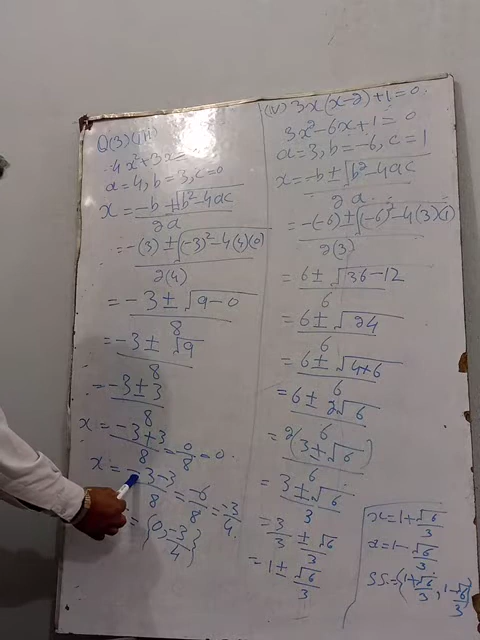 Q(3)(III)
4x²+3x=
a=4, b=3, c=0
x = -b ± √b²-4ac / 2a
= -(3) ± √(-3)²-4(4)(0) / 2(4)
= -3 ± √9-0 / 8
= -3 ± √9 / 8
= -3 ± 3 / 8
x = -3+3 / 8 = 0/8 = 0
x = -3-3 / 8 = -6/8 = -3/4
= {0, -3/4}
(V) 3x(x-2)+1=0
3x²-6x+1=0
a=3, b=-6, c=1
x = -b ± √b²-4ac / 2a
= -(-6) ± √(-6)²-4(3)(1) / 2(3)
= 6 ± √36-12 / 6
= 6 ± √24 / 6
= 6 ± √4+6 / 6
= 6 ± 2√6 / 6
= 2(3 ± √6) / 6
= 3 ± √6 / 3
= 3/3 ± √6/3
= 1 ± √6/3
x = 1+√6/3
x = 1-√6/3
SS={1+√6/3, 1-√6/3}